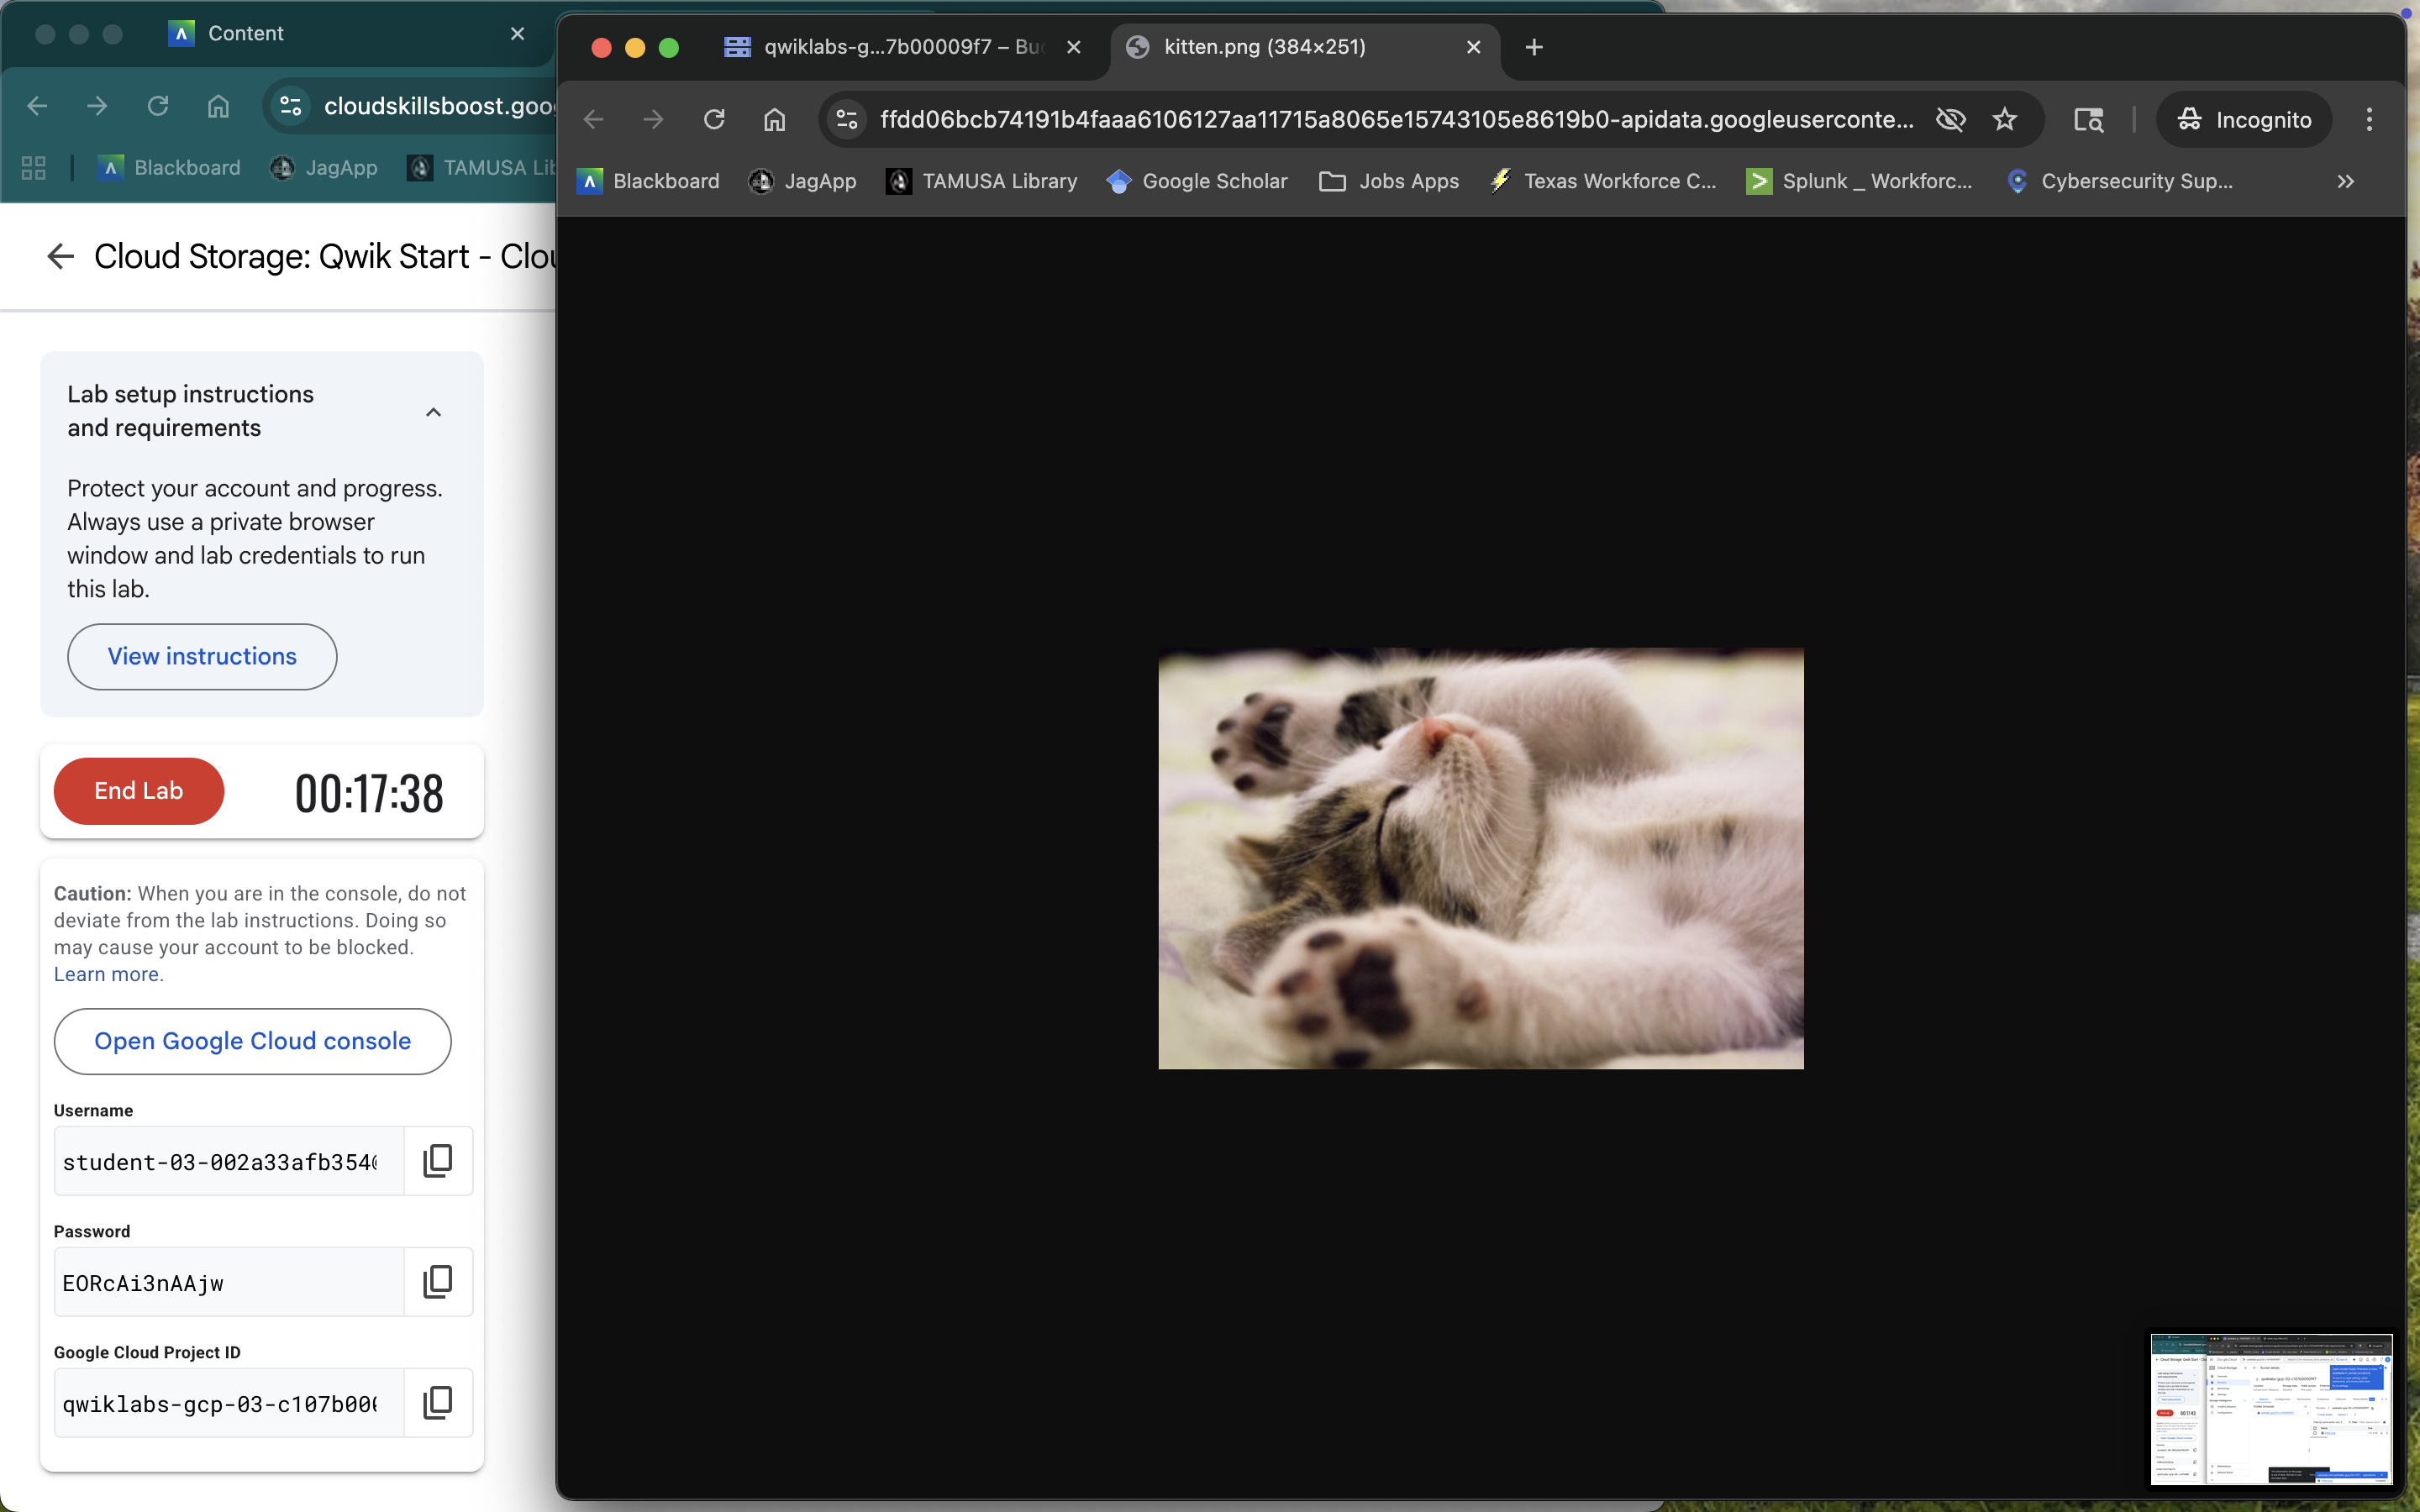 Content
cloudskillsboost.goo
Blackboard
JagApp
TAMUSA Lib
Cloud Storage: Qwik Start - Clou
Lab setup instructions
and requirements
Protect your account and progress.
Always use a private browser
window and lab credentials to run
this lab.
View instructions
End Lab
00:17:38
Caution: When you are in the console, do not
deviate from the lab instructions. Doing so
may cause your account to be blocked.
Learn more.
Open Google Cloud console
Username
student-03-002a33afb354@
Password
EORcAi3nAAjw
Google Cloud Project ID
qwiklabs-gcp-03-c107b000
qwiklabs-g...7b00009f7 – Buc
kitten.png (384×251)
ffdd06bcb74191b4faaa6106127aa11715a8065e15743105e8619b0-apidata.googleuserconte...
Incognito
Blackboard
JagApp
TAMUSA Library
Google Scholar
Jobs Apps
Texas Workforce C...
Splunk _ Workforc...
Cybersecurity Sup...